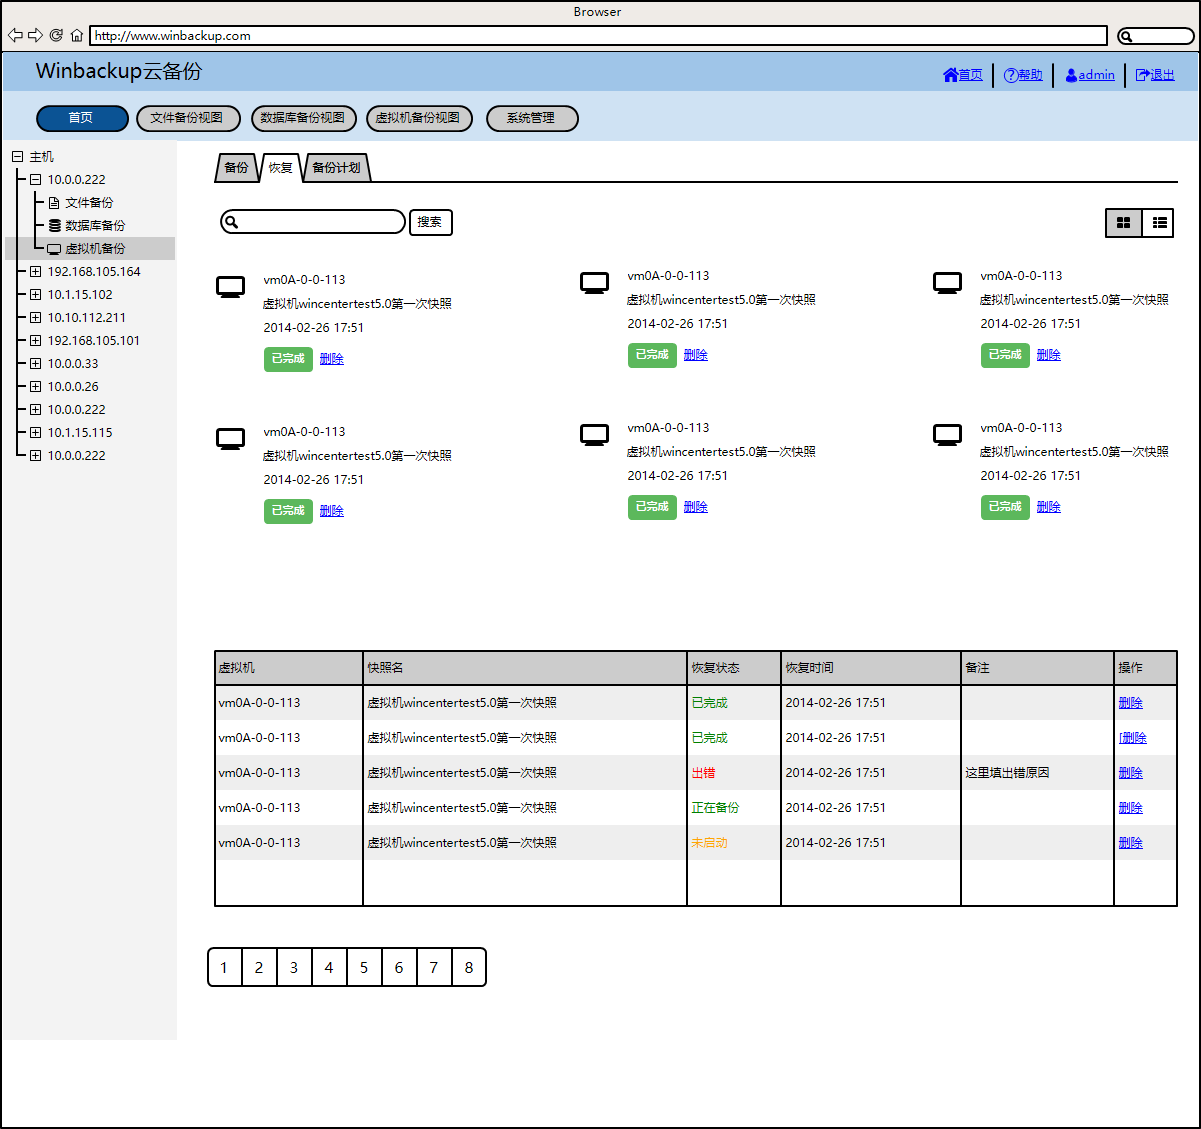 Browser
http://www.winbackup.com
Winbackup云备份
首页
帮助
admin
退出
首页
文件备份视图
数据库备份视图
虚拟机备份视图
系统管理
主机
10.0.0.222
文件备份
数据库备份
虚拟机备份
192.168.105.164
10.1.15.102
10.10.112.211
192.168.105.101
10.0.0.33
10.0.0.26
10.0.0.222
10.1.15.115
10.0.0.222
备份
恢复
备份计划
搜索
vm0A-0-0-113
虚拟机wincentertest5.0第一次快照
2014-02-26 17:51
已完成 删除
vm0A-0-0-113
虚拟机wincentertest5.0第一次快照
2014-02-26 17:51
已完成 删除
vm0A-0-0-113
虚拟机wincentertest5.0第一次快照
2014-02-26 17:51
已完成 删除
vm0A-0-0-113
虚拟机wincentertest5.0第一次快照
2014-02-26 17:51
已完成 删除
vm0A-0-0-113
虚拟机wincentertest5.0第一次快照
2014-02-26 17:51
已完成 删除
vm0A-0-0-113
虚拟机wincentertest5.0第一次快照
2014-02-26 17:51
已完成 删除
虚拟机 快照名 恢复状态 恢复时间 备注 操作
vm0A-0-0-113 虚拟机wincentertest5.0第一次快照 已完成 2014-02-26 17:51 删除
vm0A-0-0-113 虚拟机wincentertest5.0第一次快照 已完成 2014-02-26 17:51 [删除
vm0A-0-0-113 虚拟机wincentertest5.0第一次快照 出错 2014-02-26 17:51 这里填出错原因 删除
vm0A-0-0-113 虚拟机wincentertest5.0第一次快照 正在备份 2014-02-26 17:51 删除
vm0A-0-0-113 虚拟机wincentertest5.0第一次快照 未启动 2014-02-26 17:51 删除
1 2 3 4 5 6 7 8